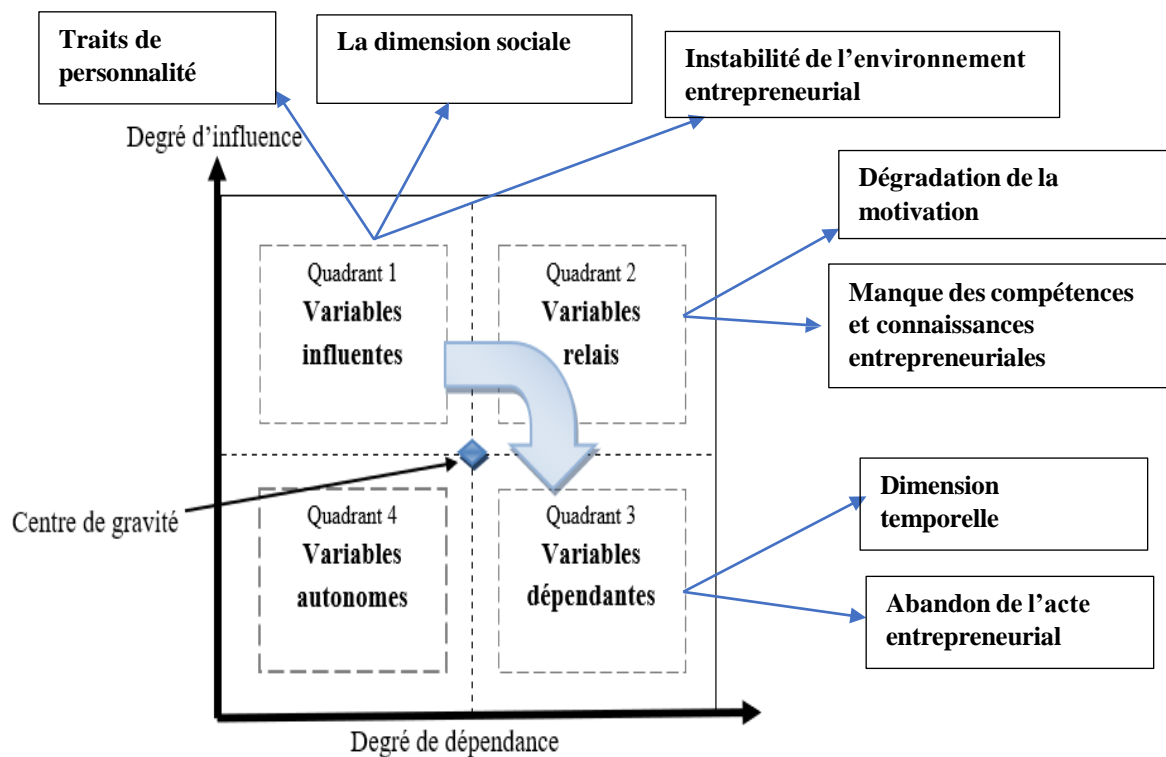 Traits de
personnalité
La dimension sociale
Instabilité de l’environnement
entrepreneurial
Degré d’influence
Dégradation de la
motivation
Quadrant 1
Variables
influentes
Quadrant 2
Variables
relais
Manque des compétences
et connaissances
entrepreneuriales
Centre de gravité
Quadrant 4
Variables
autonomes
Quadrant 3
Variables
dépendantes
Dimension
temporelle
Abandon de l’acte
entrepreneurial
Degré de dépendance